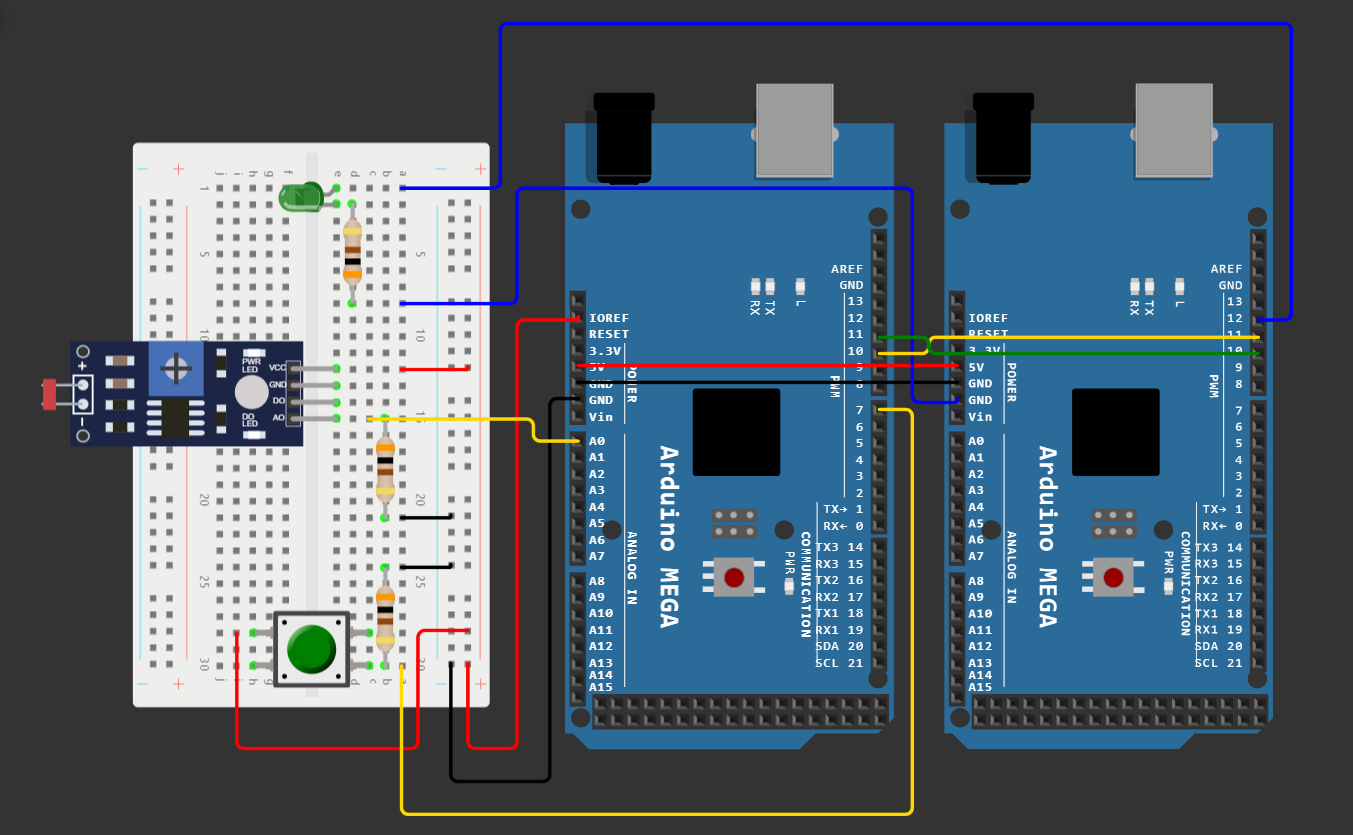 j i h g f e d c b a
1
5
10
15
20
25
30
5
10
15
20
25
30
j i h g f e d c b a
+
−
PWR
LED
DO
LED
VCC
GND
DO
AO
IOREF
RESET
3.3V
5V
GND
GND
Vin
POWER
A0
A1
A2
A3
A4
A5
A6
A7
A8
A9
A10
A11
A12
A13
A14
A15
ANALOG IN
Arduino MEGA
RX
TX
L
AREF
GND
13
12
11
10
9
8
7
6
5
4
3
2
PWM
TX→ 1
RX← 0
TX3 14
RX3 15
TX2 16
RX2 17
TX1 18
RX1 19
SDA 20
SCL 21
COMMUNICATION
PWR
IOREF
RESET
3.3V
5V
GND
GND
Vin
POWER
A0
A1
A2
A3
A4
A5
A6
A7
A8
A9
A10
A11
A12
A13
A14
A15
ANALOG IN
Arduino MEGA
RX
TX
L
AREF
GND
13
12
11
10
9
8
7
6
5
4
3
2
PWM
TX→ 1
RX← 0
TX3 14
RX3 15
TX2 16
RX2 17
TX1 18
RX1 19
SDA 20
SCL 21
COMMUNICATION
PWR